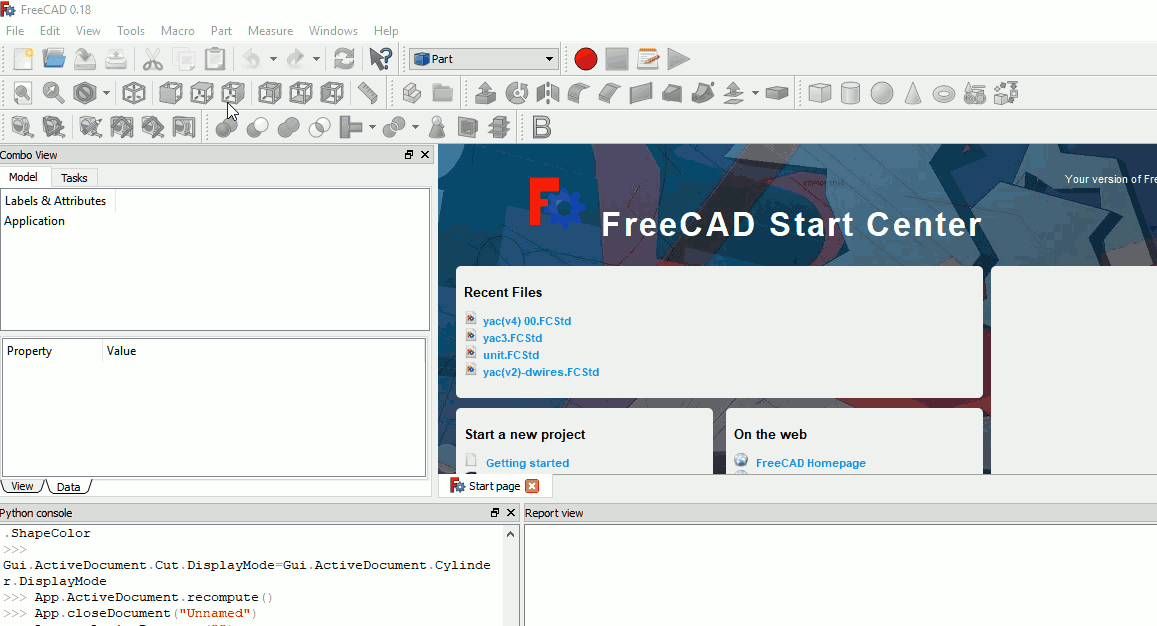 FreeCAD 0.18
File Edit View Tools Macro Part Measure Windows Help
Part
Combo View
Model Tasks
Labels & Attributes
Application
Property Value
View Data
Your version of Fre
FreeCAD Start Center
Recent Files
yac(v4) 00.FCStd
yac3.FCStd
unit.FCStd
yac(v2)-dwires.FCStd
Start a new project
Getting started
On the web
FreeCAD Homepage
Start page
Python console
.ShapeColor
>>>
Gui.ActiveDocument.Cut.DisplayMode=Gui.ActiveDocument.Cylinde
r.DisplayMode
>>> App.ActiveDocument.recompute()
>>> App.closeDocument("Unnamed")
Report view